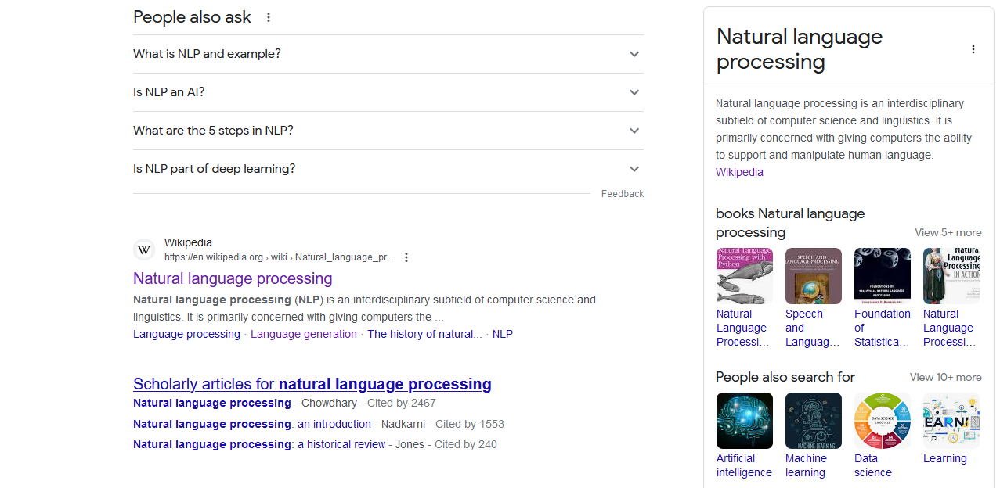 People also ask
What is NLP and example?
Is NLP an AI?
What are the 5 steps in NLP?
Is NLP part of deep learning?
Feedback
W
Wikipedia
https://en.wikipedia.org › wiki › Natural_language_pr...
Natural language processing
Natural language processing (NLP) is an interdisciplinary subfield of computer science and
linguistics. It is primarily concerned with giving computers the ...
Language processing · Language generation · The history of natural... · NLP
Scholarly articles for natural language processing
Natural language processing - Chowdhary - Cited by 2467
Natural language processing: an introduction - Nadkarni - Cited by 1553
Natural language processing: a historical review - Jones - Cited by 240
Natural language
processing
Natural language processing is an interdisciplinary
subfield of computer science and linguistics. It is
primarily concerned with giving computers the ability
to support and manipulate human language.
Wikipedia
books Natural language
processing
View 5+ more
Natural Language
Processing with
Python
SPEECH AND
LANGUAGE PROCESSING
FOUNDATIONS OF
STATISTICAL NATURAL LANGUAGE
PROCESSING
Natural
Language
Processing
IN ACTION
Natural
Language
Processi...
Speech
and
Languag...
Foundation
of
Statistica...
Natural
Language
Processi...
People also search for
View 10+ more
MACHINE LEARNING
DATA SCIENCE
LIFECYCLE
EARNIN
Artificial
intelligence
Machine
learning
Data
science
Learning